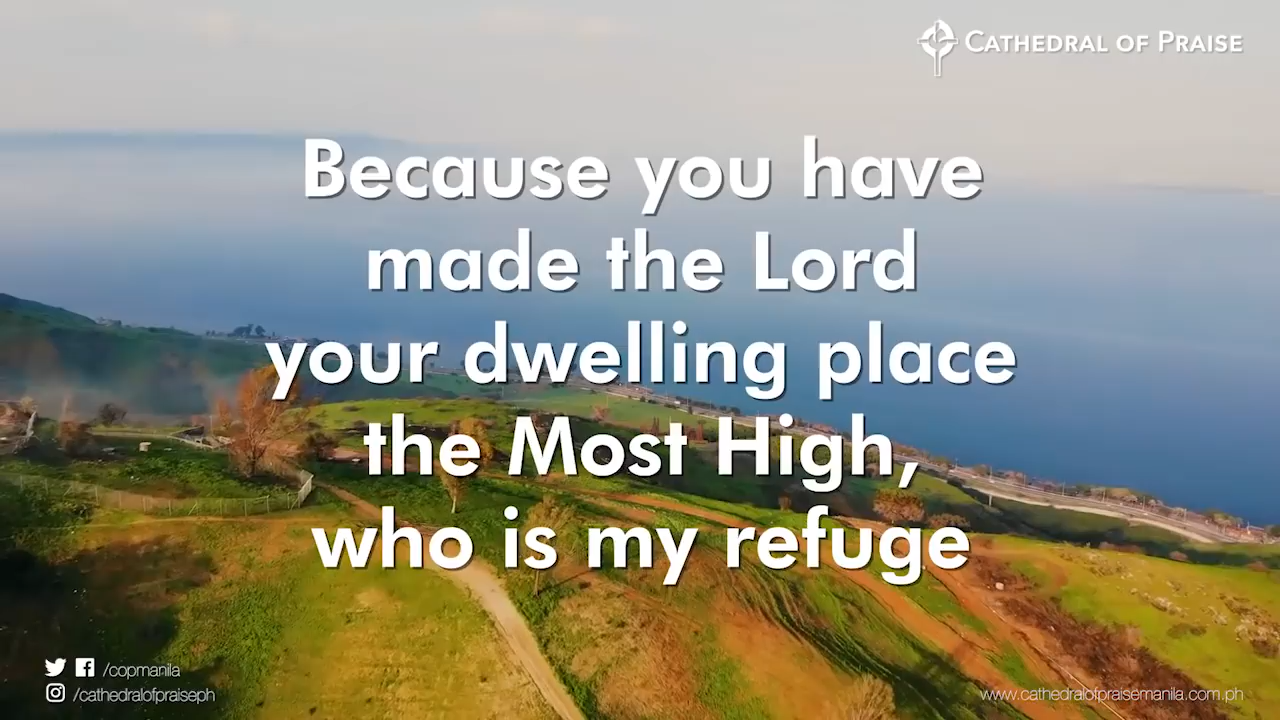 CATHEDRAL OF PRAISE
Because you have
made the Lord
your dwelling place
the Most High,
who is my refuge
/copmanila
/cathedralofpraiseph
www.cathedralofpraisemanila.com.ph